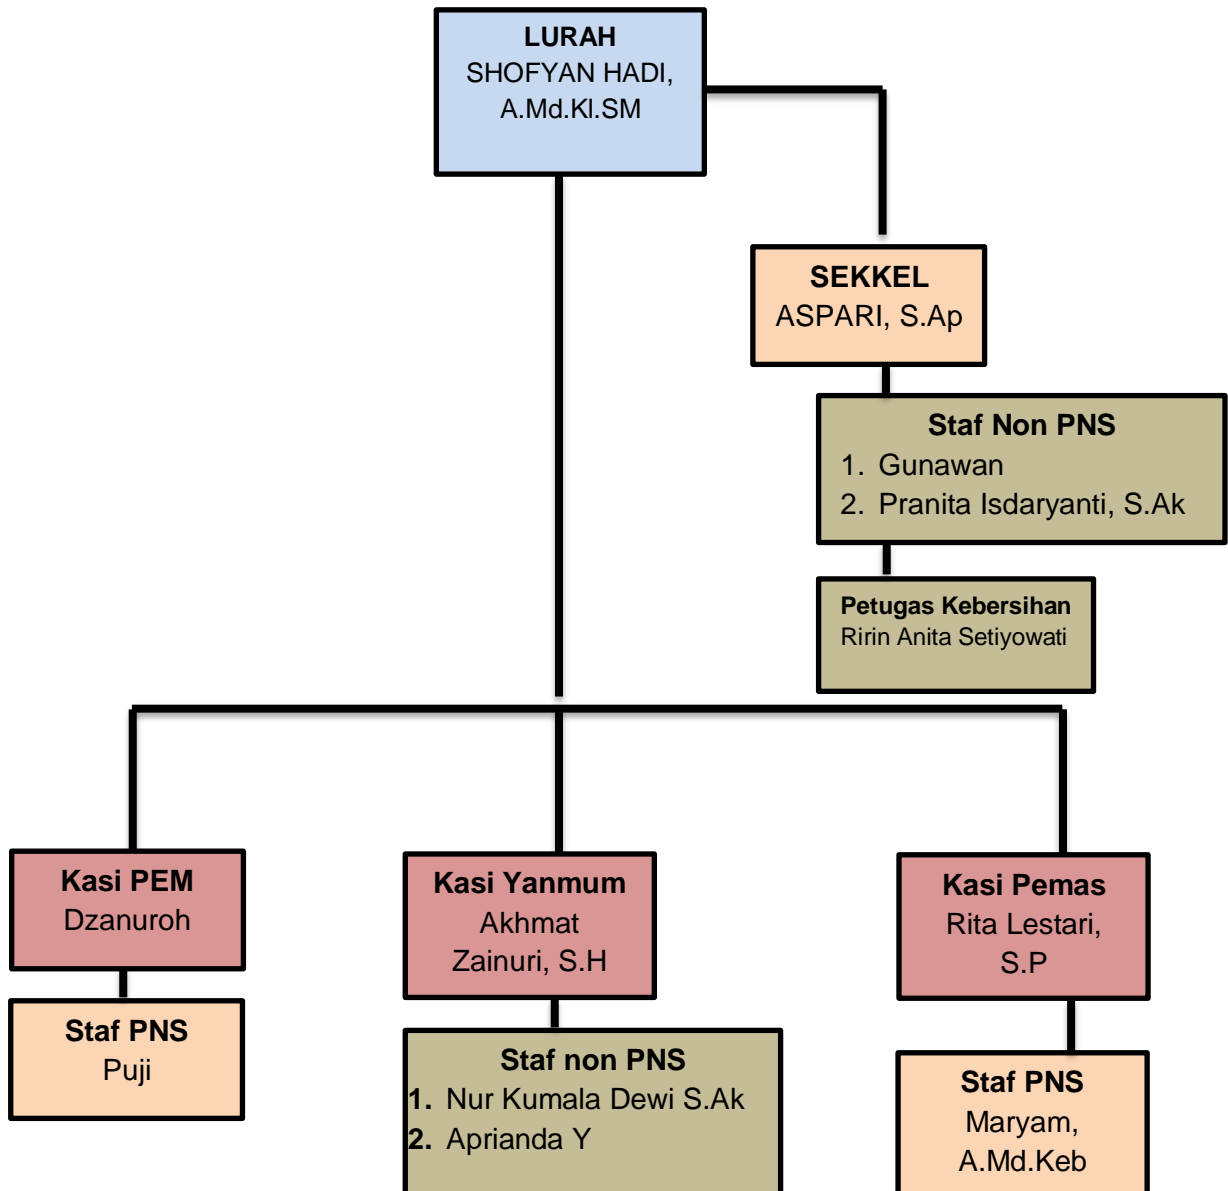 LURAH
SHOFYAN HADI,
A.Md.Kl.SM
SEKKEL
ASPARI, S.Ap
Staf Non PNS
1. Gunawan
2. Pranita Isdaryanti, S.Ak
Petugas Kebersihan
Ririn Anita Setiyowati
Kasi PEM
Dzanuroh
Kasi Yanmum
Akhmat
Zainuri, S.H
Kasi Pemas
Rita Lestari,
S.P
Staf PNS
Puji
Staf non PNS
1. Nur Kumala Dewi S.Ak
2. Aprianda Y
Staf PNS
Maryam,
A.Md.Keb